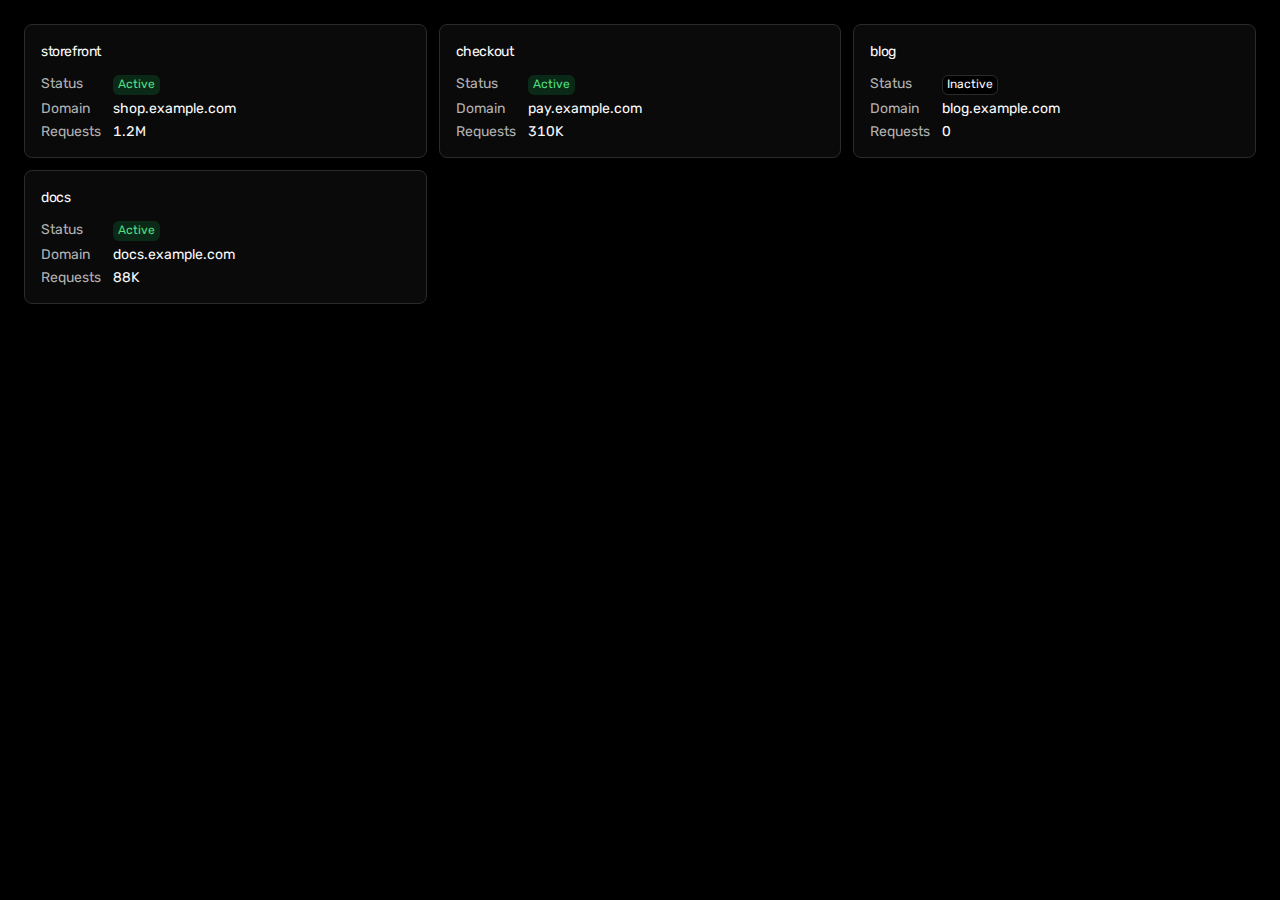 storefront
Status Active
Domain shop.example.com
Requests 1.2M
checkout
Status Active
Domain pay.example.com
Requests 310K
blog
Status Inactive
Domain blog.example.com
Requests 0
docs
Status Active
Domain docs.example.com
Requests 88K